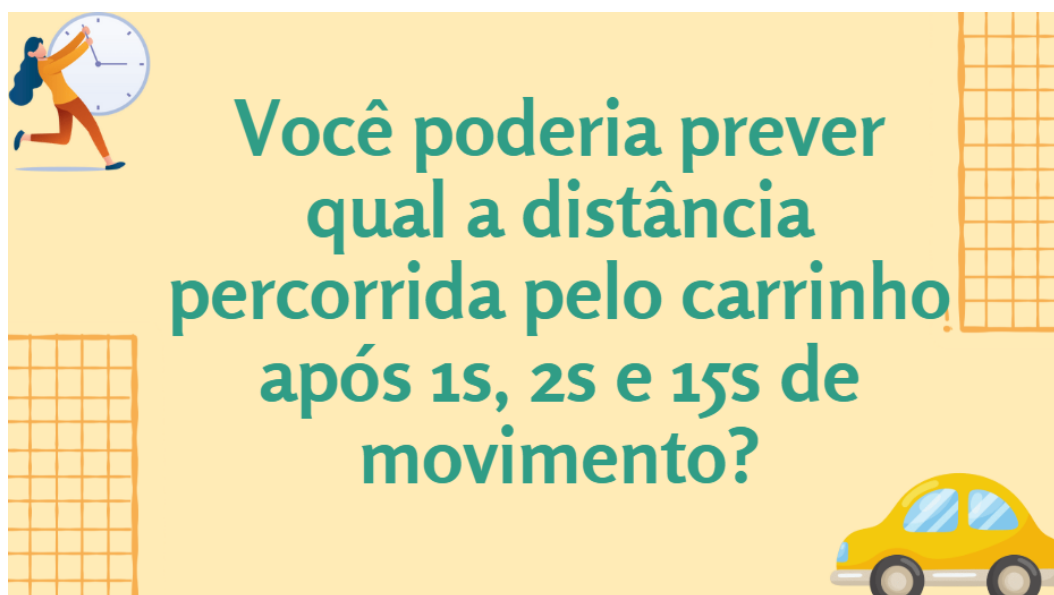 Você poderia prever
qual a distância
percorrida pelo carrinho
após 1s, 2s e 15s de
movimento?